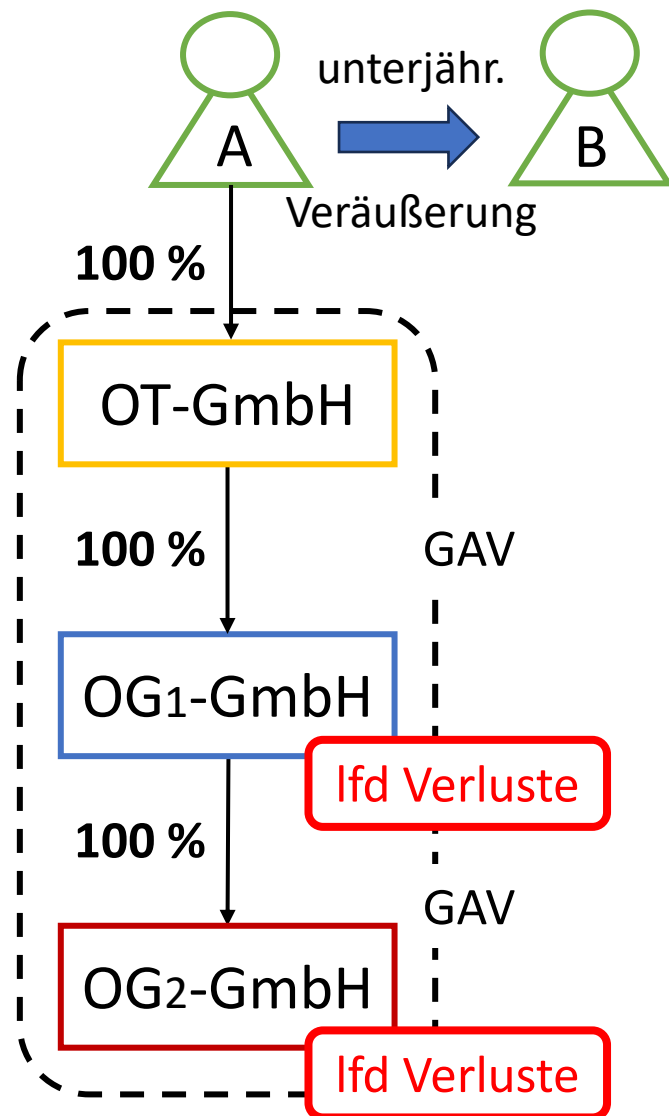 unterjähr.
A
B
Veräußerung
100 %
OT-GmbH
100 %
GAV
OG1-GmbH
lfd Verluste
100 %
GAV
OG2-GmbH
lfd Verluste